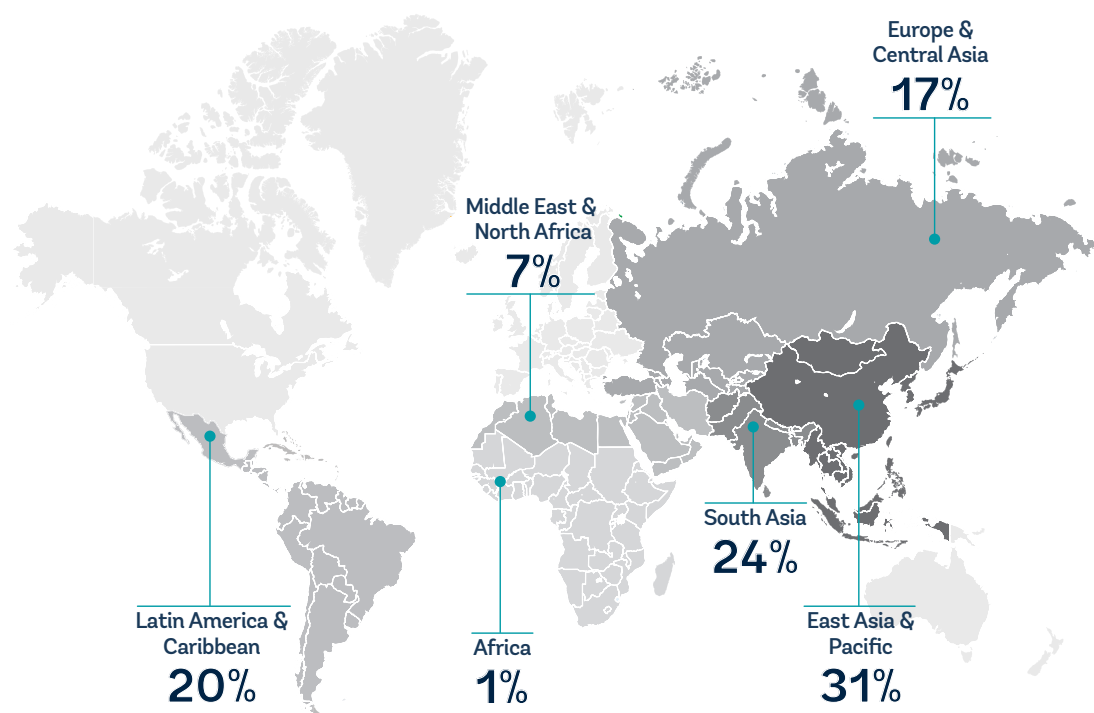 Europe &
Central Asia
17%
Middle East &
North Africa
7%
South Asia
24%
Latin America &
Caribbean
20%
Africa
1%
East Asia &
Pacific
31%